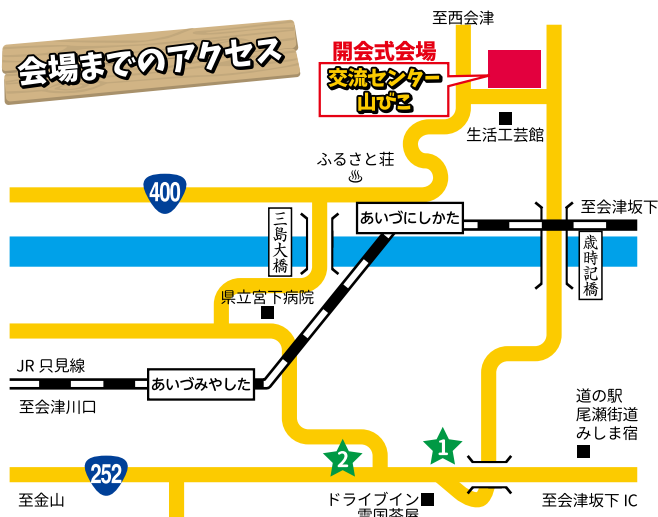 会場までのアクセス
至西会津
開会式会場
交流センター
山びこ
生活工芸館
ふるさと荘
400
三島大橋
あいづにしかた
至会津坂下
歳時記橋
県立宮下病院
JR 只見線
あいづみやした
至会津川口
道の駅
尾瀬街道
みしま宿
1
2
252
至金山
ドライブイン
雲国茶屋
至会津坂下 IC